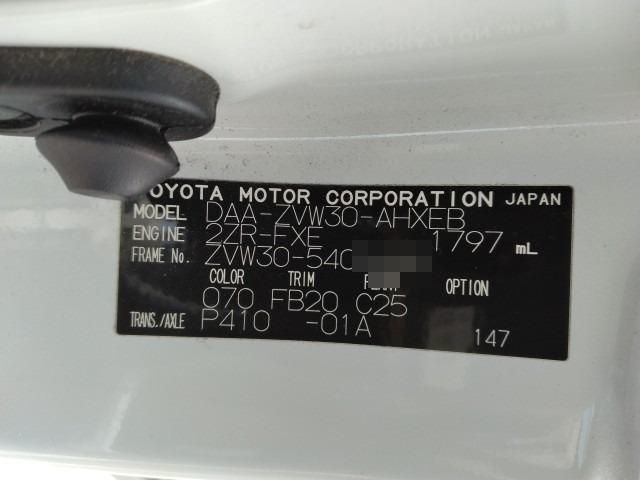 TOYOTA MOTOR CORPORATION JAPAN
MODEL DAA-ZVW30-AHXEB
ENGINE 2ZR-FXE 1797 mL
FRAME No. ZVW30-540
COLOR TRIM PLANT OPTION
070 FB20 C25
TRANS./AXLE P410 -01A 147